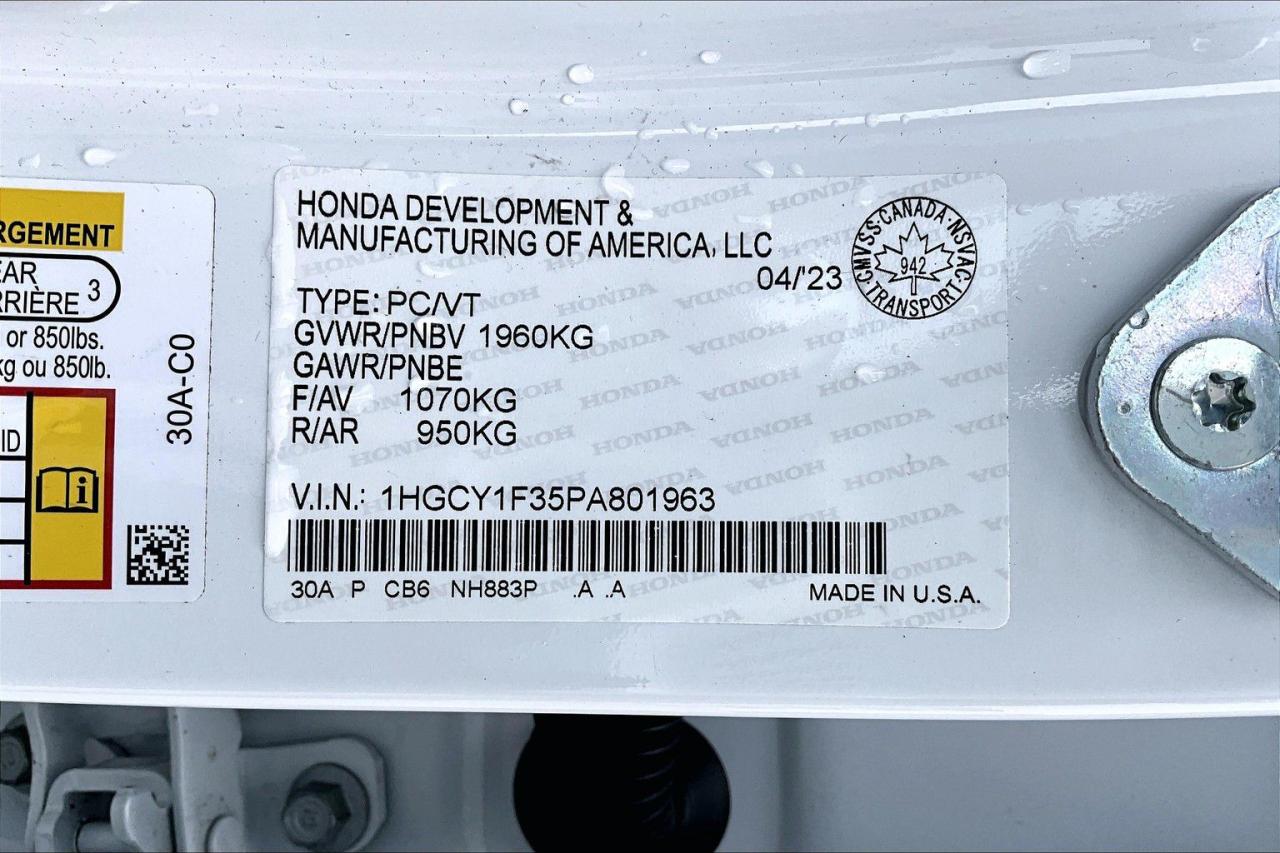 RGEMENT
EAR
RRIÈRE 3
or 850lbs.
kg ou 850lb.
ID
i
30A-C0
HONDA DEVELOPMENT &
MANUFACTURING OF AMERICA, LLC
04/'23
CMVSS·CANADA·NSVAC·TRANSPORT·
942
TYPE: PC/VT
GVWR/PNBV 1960KG
GAWR/PNBE
F/AV 1070KG
R/AR 950KG
V.I.N.: 1HGCY1F35PA801963
30A P CB6 NH883P .A .A
MADE IN U.S.A.